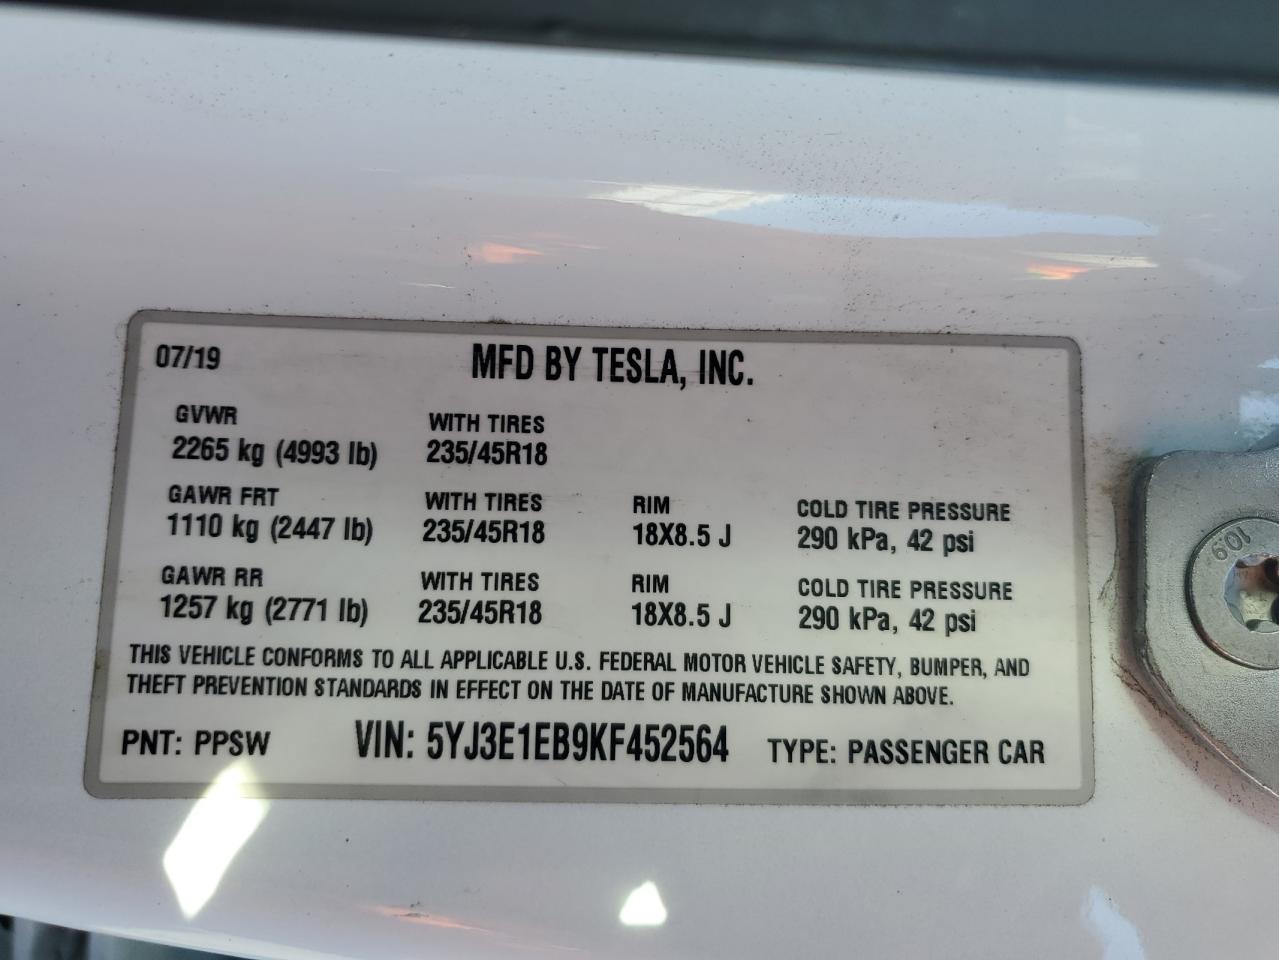 07/19 MFD BY TESLA, INC.
GVWR WITH TIRES
2265 kg (4993 lb) 235/45R18
GAWR FRT WITH TIRES RIM COLD TIRE PRESSURE
1110 kg (2447 lb) 235/45R18 18X8.5 J 290 kPa, 42 psi
GAWR RR WITH TIRES RIM COLD TIRE PRESSURE
1257 kg (2771 lb) 235/45R18 18X8.5 J 290 kPa, 42 psi
THIS VEHICLE CONFORMS TO ALL APPLICABLE U.S. FEDERAL MOTOR VEHICLE SAFETY, BUMPER, AND
THEFT PREVENTION STANDARDS IN EFFECT ON THE DATE OF MANUFACTURE SHOWN ABOVE.
PNT: PPSW VIN: 5YJ3E1EB9KF452564 TYPE: PASSENGER CAR